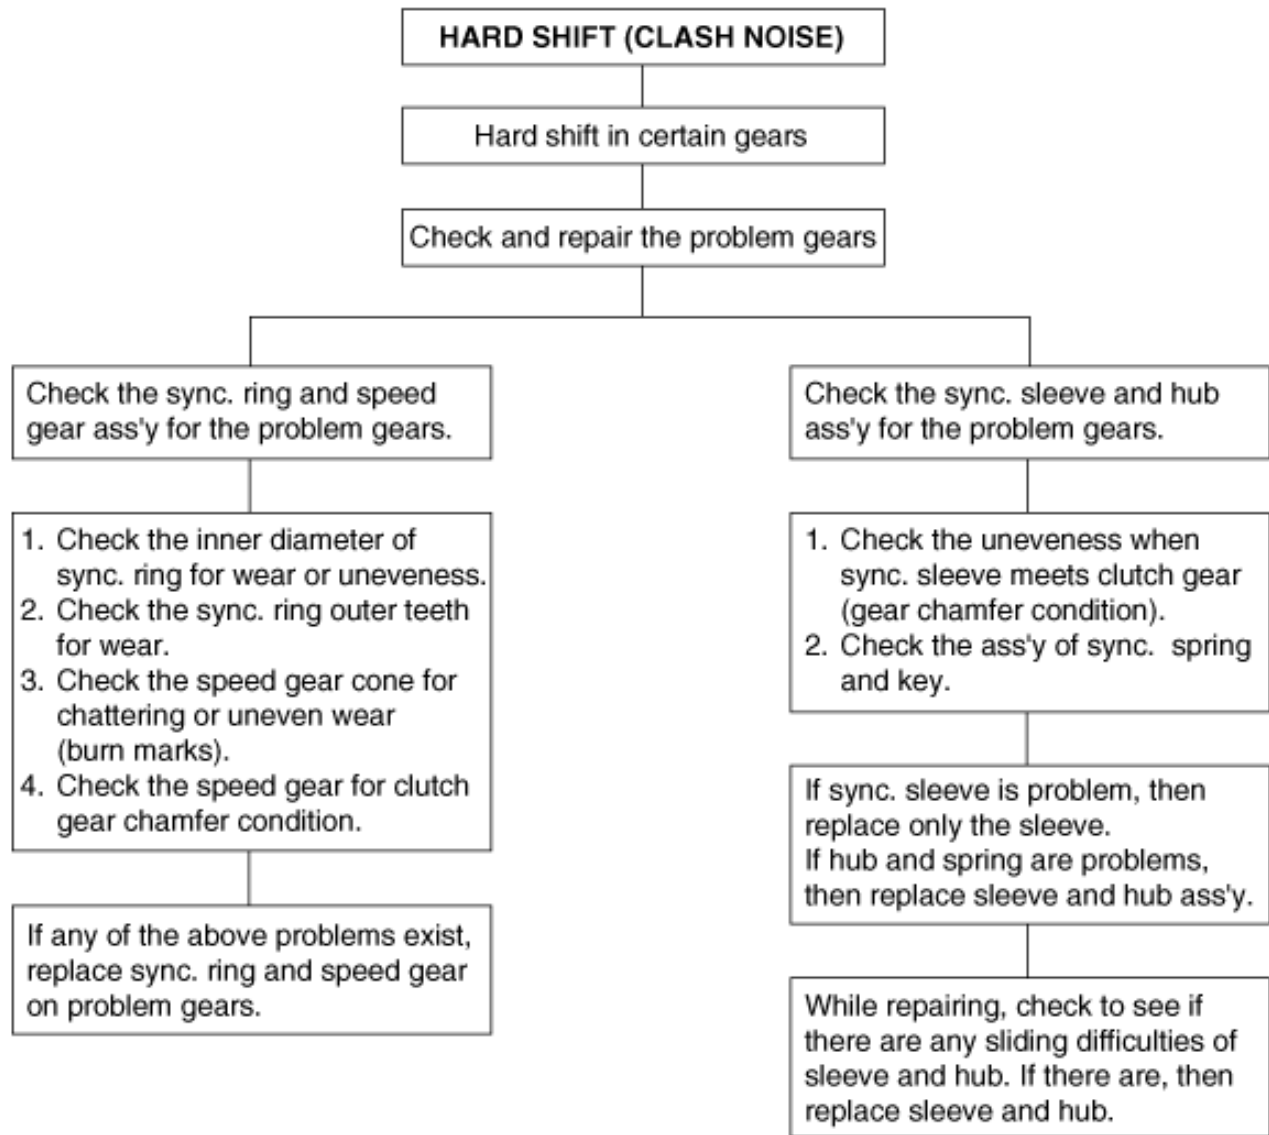 HARD SHIFT (CLASH NOISE)
Hard shift in certain gears
Check and repair the problem gears
Check the sync. ring and speed
gear ass'y for the problem gears.
1. Check the inner diameter of
sync. ring for wear or uneveness.
2. Check the sync. ring outer teeth
for wear.
3. Check the speed gear cone for
chattering or uneven wear
(burn marks).
4. Check the speed gear for clutch
gear chamfer condition.
If any of the above problems exist,
replace sync. ring and speed gear
on problem gears.
Check the sync. sleeve and hub
ass'y for the problem gears.
1. Check the uneveness when
sync. sleeve meets clutch gear
(gear chamfer condition).
2. Check the ass'y of sync. spring
and key.
If sync. sleeve is problem, then
replace only the sleeve.
If hub and spring are problems,
then replace sleeve and hub ass'y.
While repairing, check to see if
there are any sliding difficulties of
sleeve and hub. If there are, then
replace sleeve and hub.